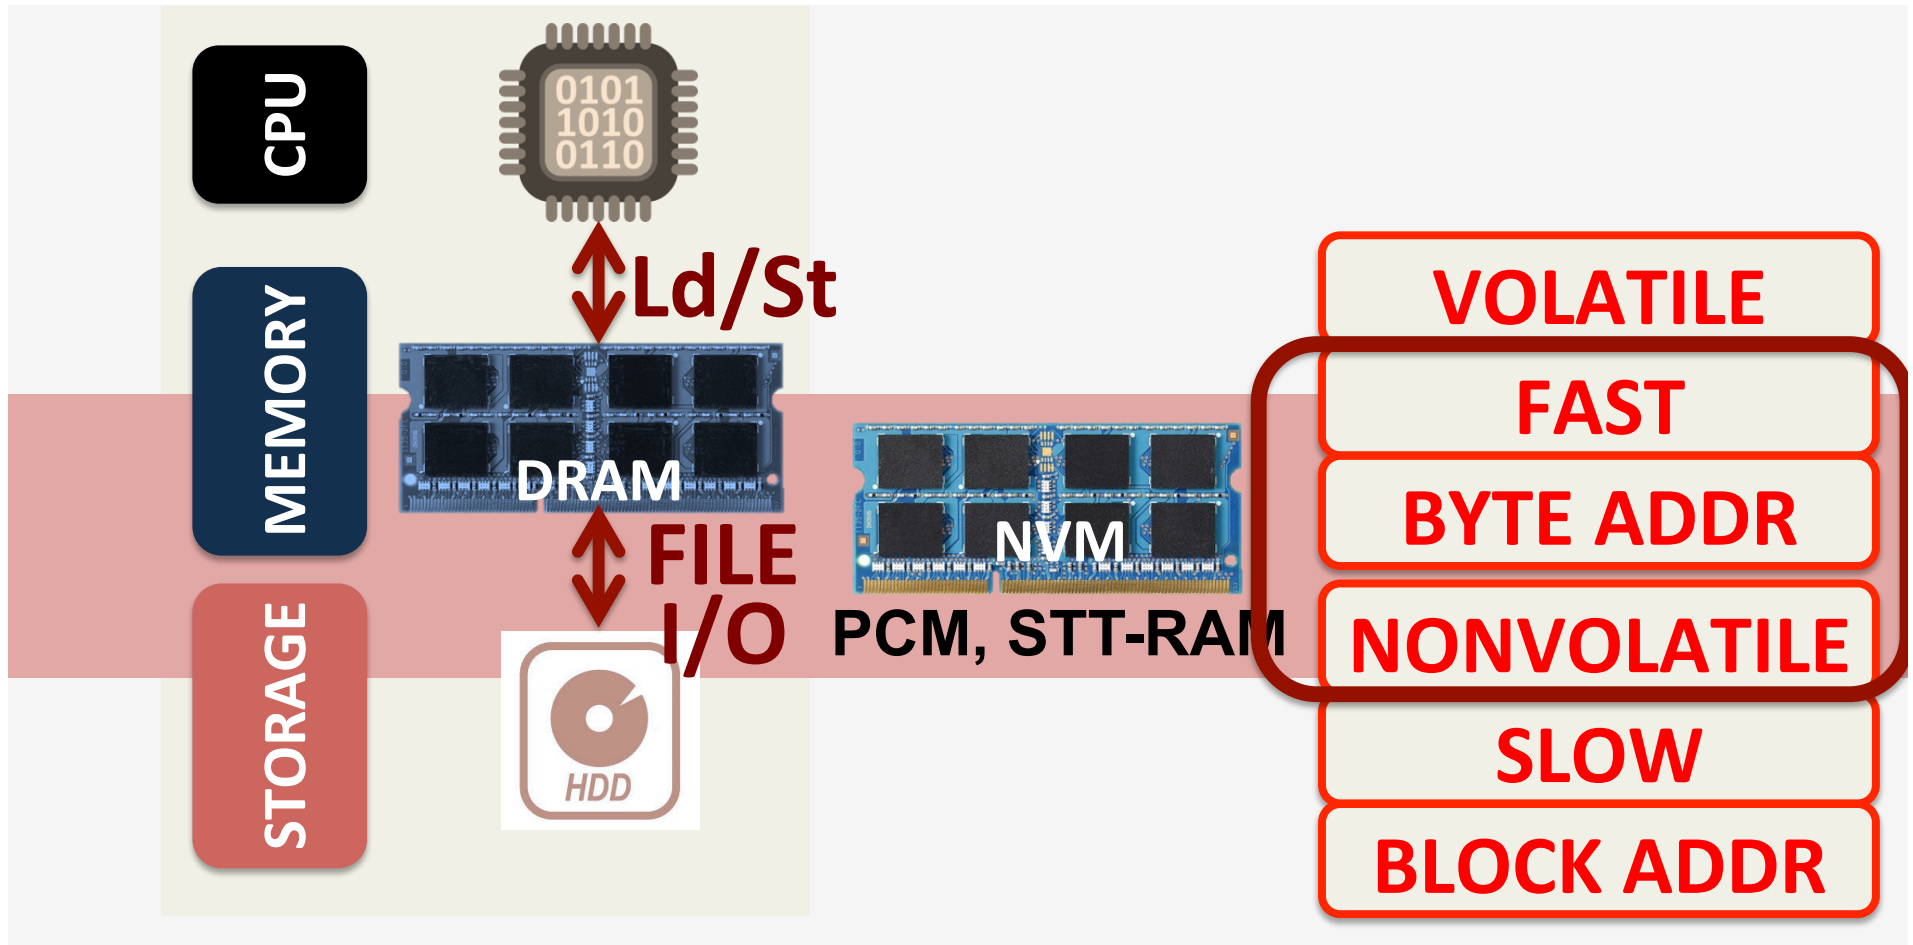 CPU
0101
1010
0110
Ld/St
MEMORY
DRAM
FILE
I/O
STORAGE
HDD
NVM
PCM, STT-RAM
VOLATILE
FAST
BYTE ADDR
NONVOLATILE
SLOW
BLOCK ADDR